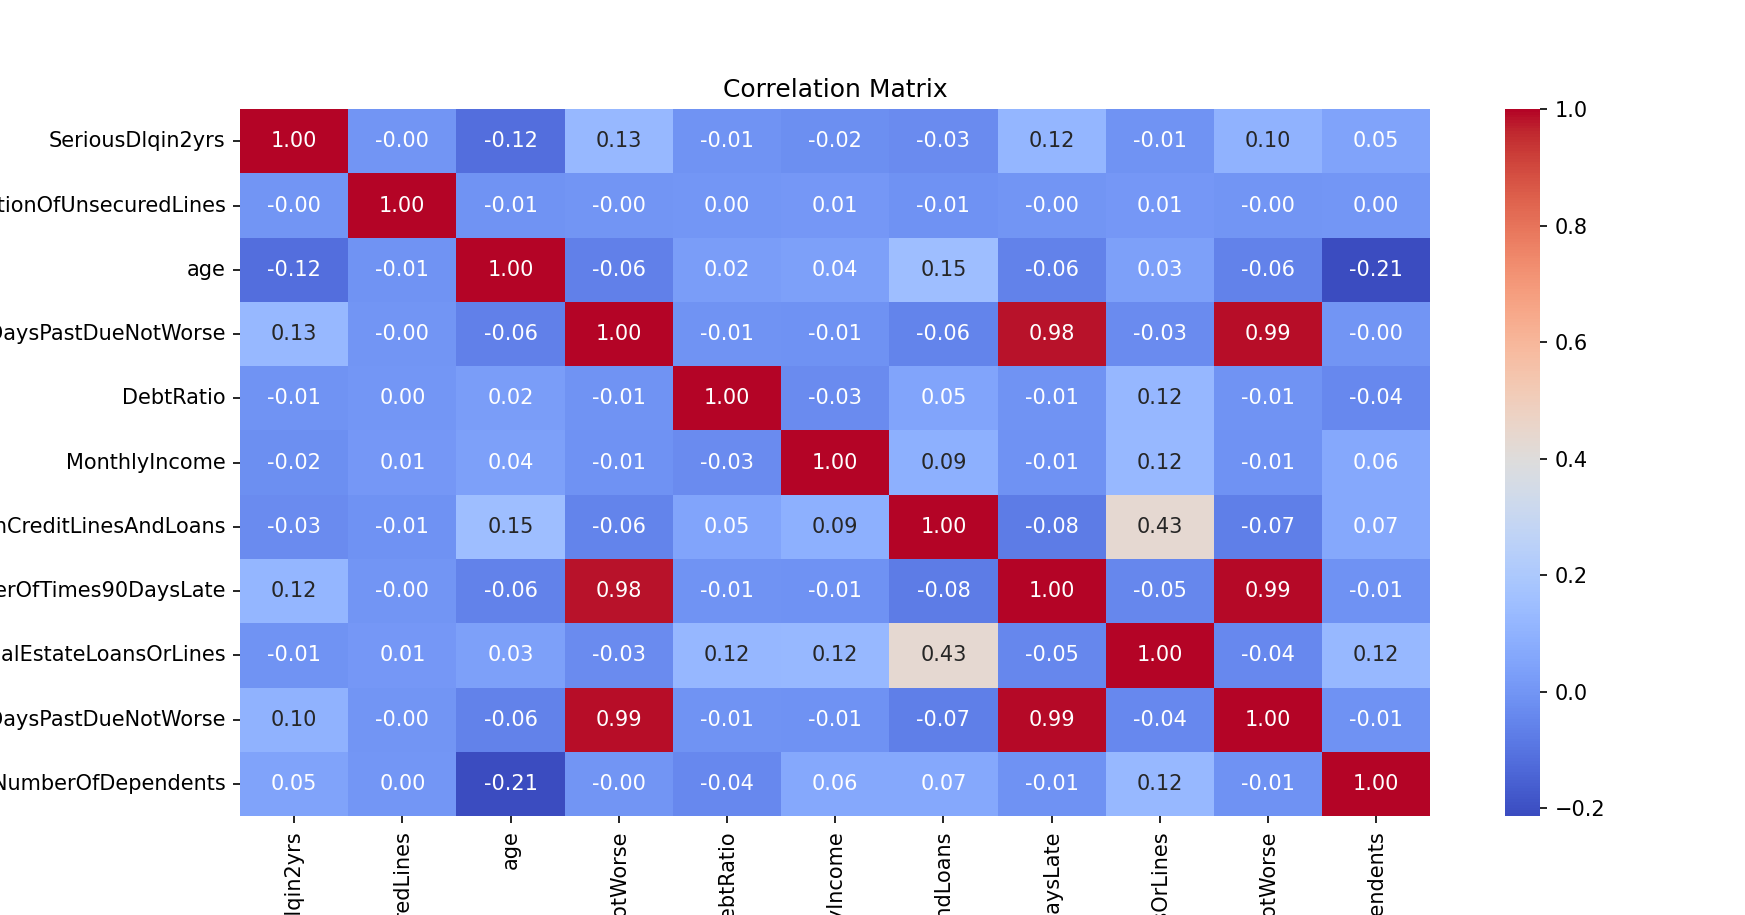 Correlation Matrix
SeriousDlqin2yrs 1.00 -0.00 -0.12 0.13 -0.01 -0.02 -0.03 0.12 -0.01 0.10 0.05
tionOfUnsecuredLines -0.00 1.00 -0.01 -0.00 0.00 0.01 -0.01 -0.00 0.01 -0.00 0.00
age -0.12 -0.01 1.00 -0.06 0.02 0.04 0.15 -0.06 0.03 -0.06 -0.21
DaysPastDueNotWorse 0.13 -0.00 -0.06 1.00 -0.01 -0.01 -0.06 0.98 -0.03 0.99 -0.00
DebtRatio -0.01 0.00 0.02 -0.01 1.00 -0.03 0.05 -0.01 0.12 -0.01 -0.04
MonthlyIncome -0.02 0.01 0.04 -0.01 -0.03 1.00 0.09 -0.01 0.12 -0.01 0.06
nCreditLinesAndLoans -0.03 -0.01 0.15 -0.06 0.05 0.09 1.00 -0.08 0.43 -0.07 0.07
erOfTimes90DaysLate 0.12 -0.00 -0.06 0.98 -0.01 -0.01 -0.08 1.00 -0.05 0.99 -0.01
alEstateLoansOrLines -0.01 0.01 0.03 -0.03 0.12 0.12 0.43 -0.05 1.00 -0.04 0.12
DaysPastDueNotWorse 0.10 -0.00 -0.06 0.99 -0.01 -0.01 -0.07 0.99 -0.04 1.00 -0.01
NumberOfDependents 0.05 0.00 -0.21 -0.00 -0.04 0.06 0.07 -0.01 0.12 -0.01 1.00
lqin2yrs
redLines
age
otWorse
ebtRatio
yIncome
ndLoans
aysLate
OrLines
otWorse
endents
1.0
0.8
0.6
0.4
0.2
0.0
−0.2